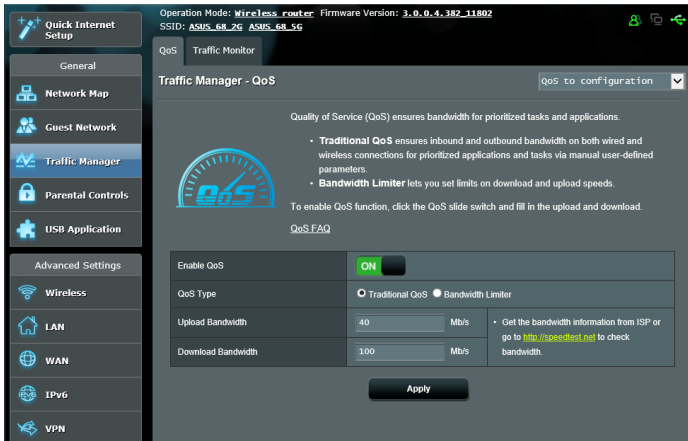 Quick Internet
Setup
Operation Mode: Wireless router Firmware Version: 3.0.0.4.382_11802
SSID: ASUS_68_2G ASUS_68_5G
General
Network Map
Guest Network
Traffic Manager
Parental Controls
USB Application
Advanced Settings
Wireless
LAN
WAN
IPv6
VPN
QoS Traffic Monitor
Traffic Manager - QoS
QoS to configuration
Quality of Service (QoS) ensures bandwidth for prioritized tasks and applications.
• Traditional QoS ensures inbound and outbound bandwidth on both wired and
wireless connections for prioritized applications and tasks via manual user-defined
parameters.
• Bandwidth Limiter lets you set limits on download and upload speeds.
To enable QoS function, click the QoS slide switch and fill in the upload and download.
QoS FAQ
QoS
Enable QoS ON
QoS Type Traditional QoS Bandwidth Limiter
Upload Bandwidth 40 Mb/s
Download Bandwidth 100 Mb/s
• Get the bandwidth information from ISP or
go to http://speedtest.net to check
bandwidth.
Apply